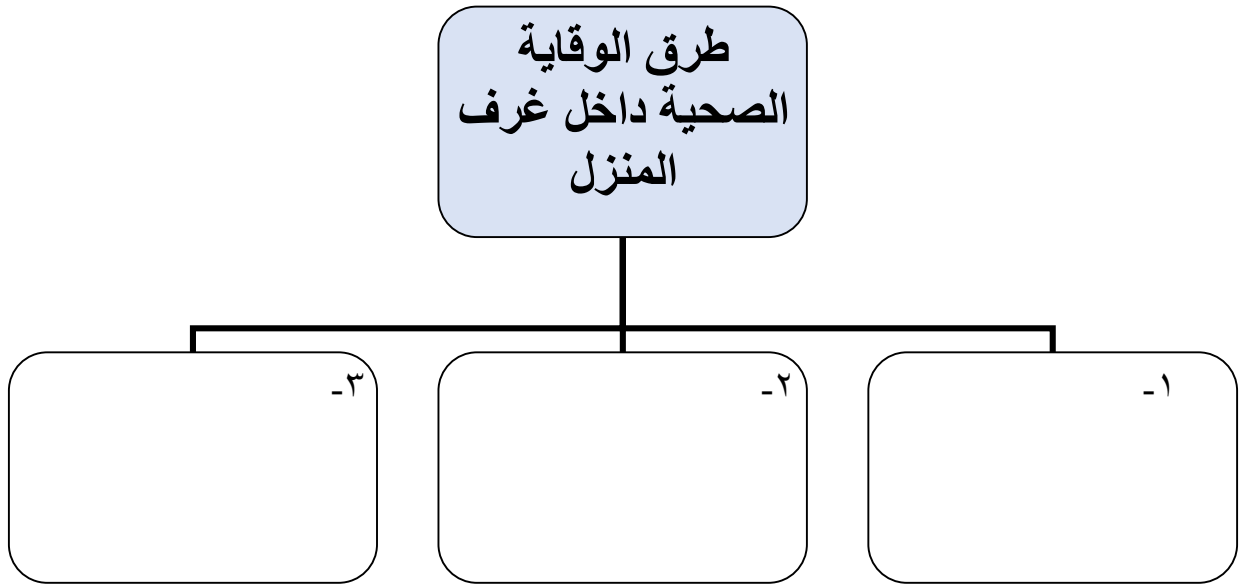 طرق الوقاية
الصحية داخل غرف
المنزل
١-
٢-
٣-